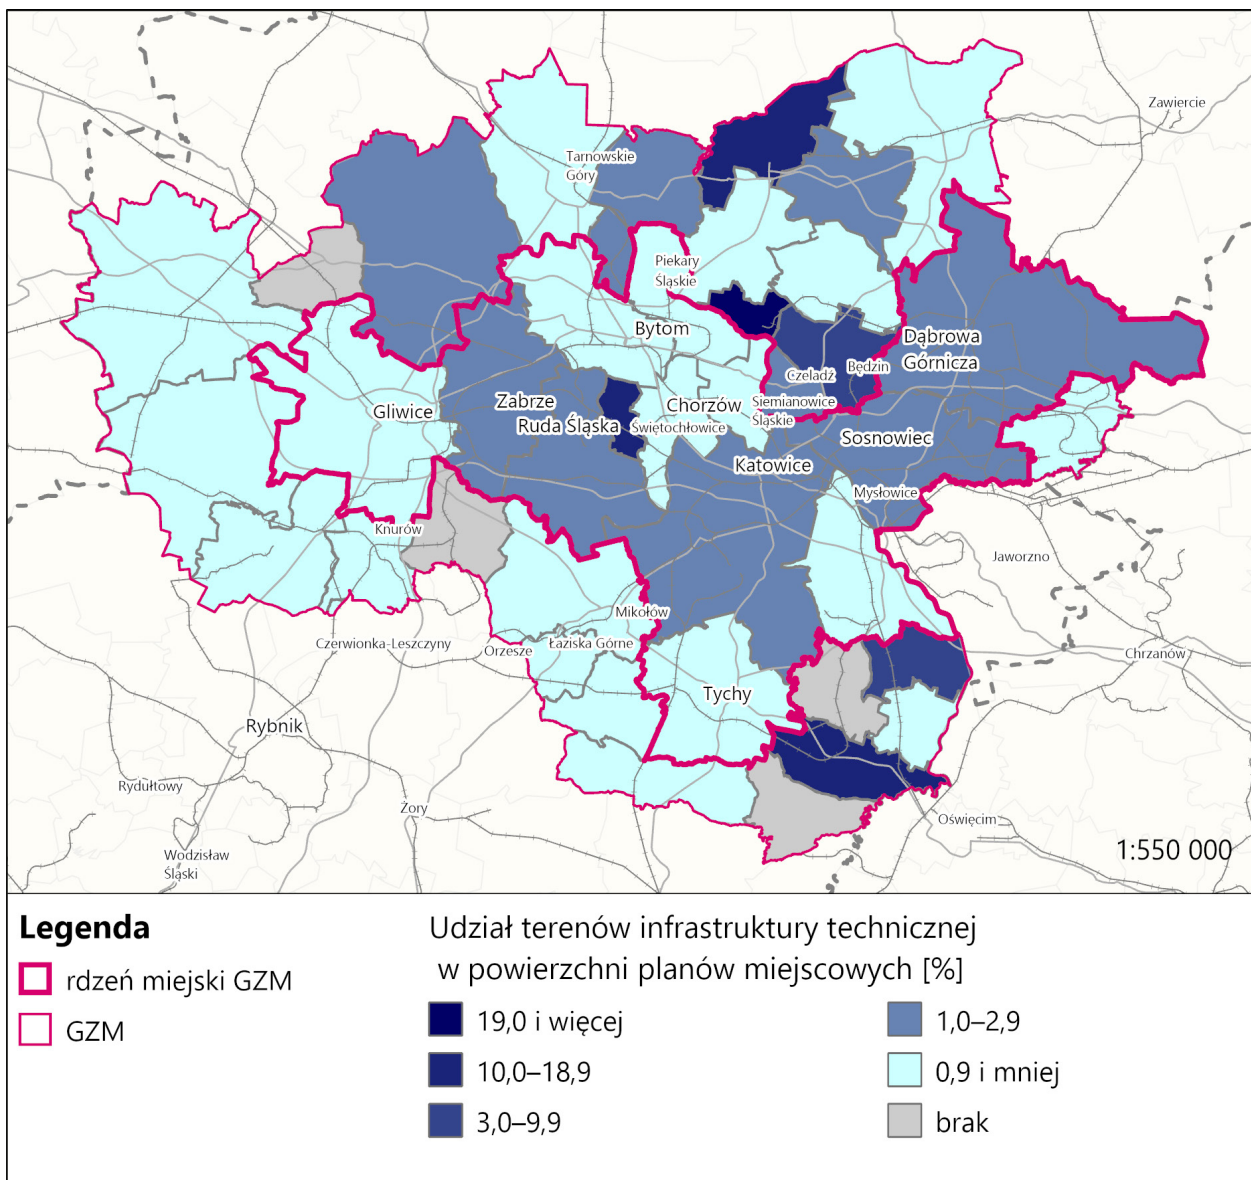 Zawiercie
Tarnowskie
Góry
Piekary
Śląskie
Bytom
Dąbrowa
Górnicza
Czeladź
Będzin
Gliwice
Zabrze
Chorzów
Siemianowice
Śląskie
Ruda Śląska
Świętochłowice
Sosnowiec
Katowice
Mysłowice
Knurów
Jaworzno
Mikołów
Czerwionka-Leszczyny
Orzesze
Łaziska Górne
Chrzanów
Tychy
Rybnik
Rydułtowy
Żory
Oświęcim
Wodzisław
Śląski
1:550 000
Legenda
rdzeń miejski GZM
GZM
Udział terenów infrastruktury technicznej
w powierzchni planów miejscowych [%]
19,0 i więcej
10,0–18,9
3,0–9,9
1,0–2,9
0,9 i mniej
brak